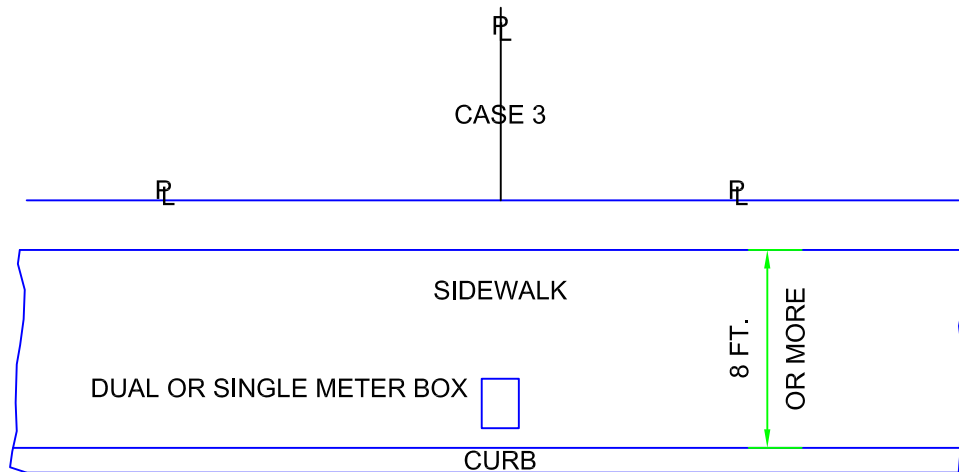 PL
CASE 3
PL
PL
SIDEWALK
8 FT.
OR MORE
DUAL OR SINGLE METER BOX
CURB